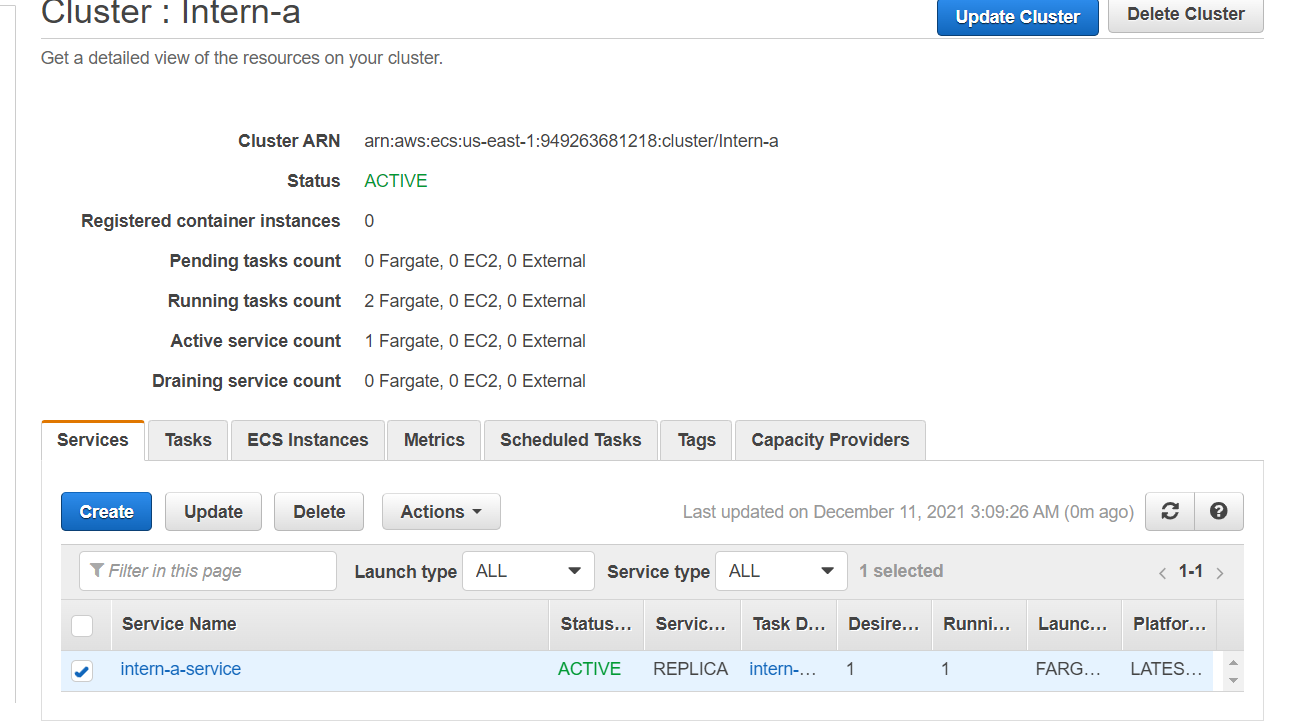 Cluster : Intern-a
Update Cluster
Delete Cluster
Get a detailed view of the resources on your cluster.
Cluster ARN arn:aws:ecs:us-east-1:949263681218:cluster/Intern-a
Status ACTIVE
Registered container instances 0
Pending tasks count 0 Fargate, 0 EC2, 0 External
Running tasks count 2 Fargate, 0 EC2, 0 External
Active service count 1 Fargate, 0 EC2, 0 External
Draining service count 0 Fargate, 0 EC2, 0 External
Services Tasks ECS Instances Metrics Scheduled Tasks Tags Capacity Providers
Create Update Delete Actions Last updated on December 11, 2021 3:09:26 AM (0m ago)
Filter in this page Launch type ALL Service type ALL 1 selected < 1-1 >
Service Name Status... Servic... Task D... Desire... Runni... Launc... Platfor...
intern-a-service ACTIVE REPLICA intern-... 1 1 FARG... LATES...